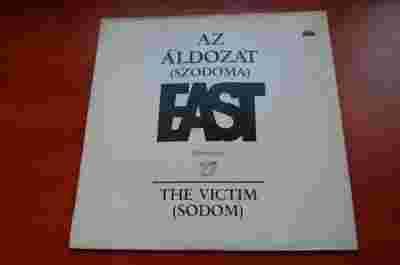 AZ
ÁLDOZAT
(SZODOMA)
EAST
THE VICTIM
(SODOM)